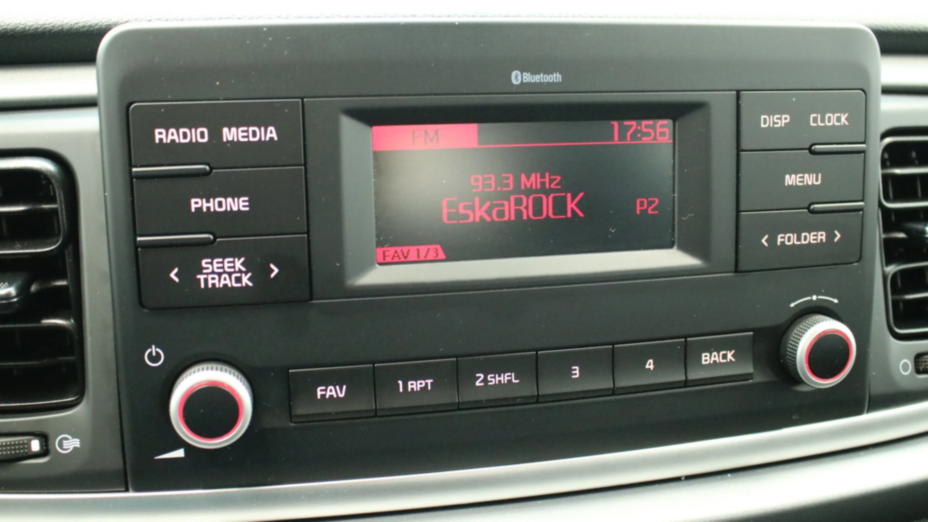 Bluetooth
RADIO MEDIA
PHONE
< SEEK >
TRACK
FM 17:56
93.3 MHz
EskaROCK P2
FAV 1/3
DISP CLOCK
MENU
< FOLDER >
FAV 1 RPT 2 SHFL 3 4 BACK